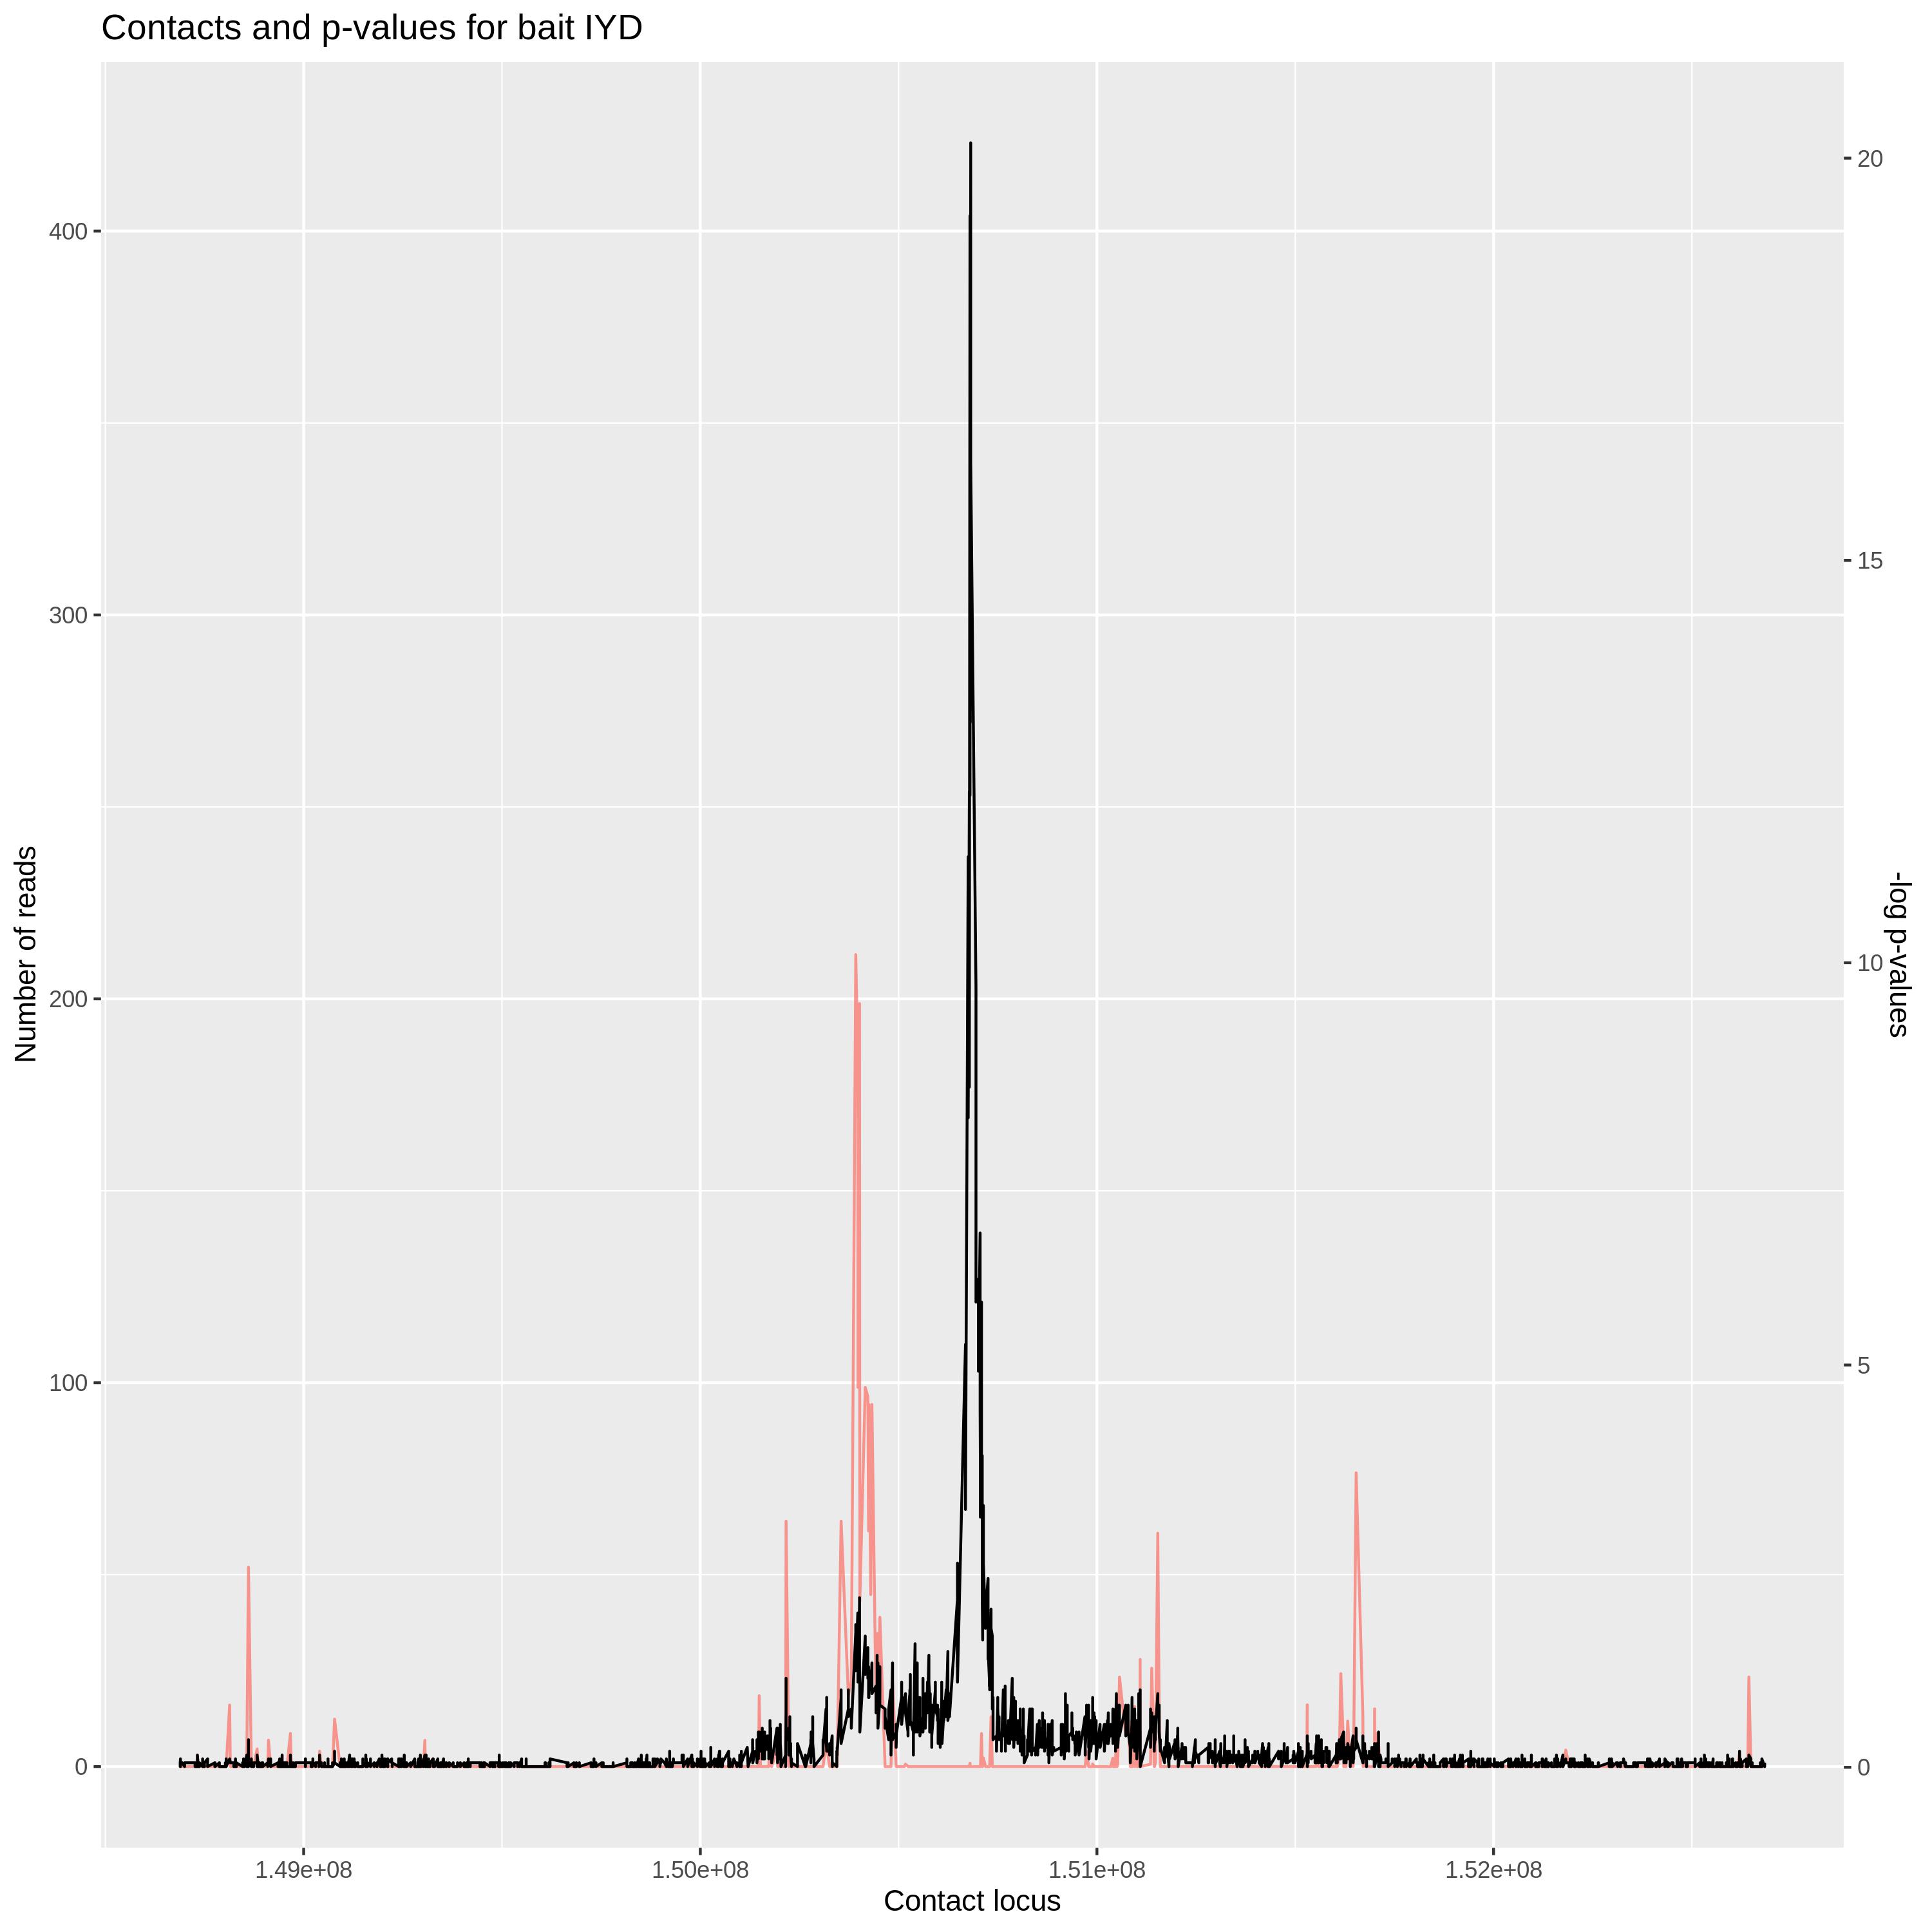 Contacts and p-values for bait IYD
400
300
200
100
0
Number of reads
20
15
10
5
0
-log p-values
1.49e+08
1.50e+08
1.51e+08
1.52e+08
Contact locus